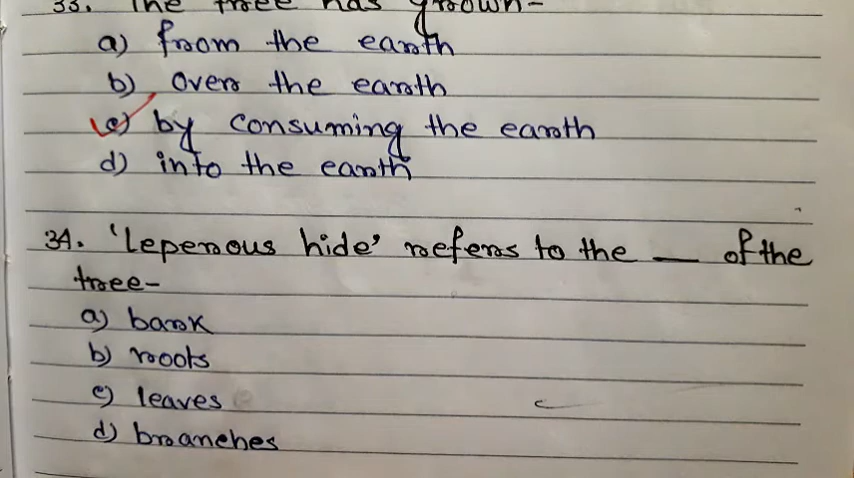 33. The tree has grown-
a) from the earth
b) over the earth
c) by consuming the earth
d) into the earth
34. 'Leperous hide' refers to the — of the
tree-
a) bark
b) roots
c) leaves
d) branches